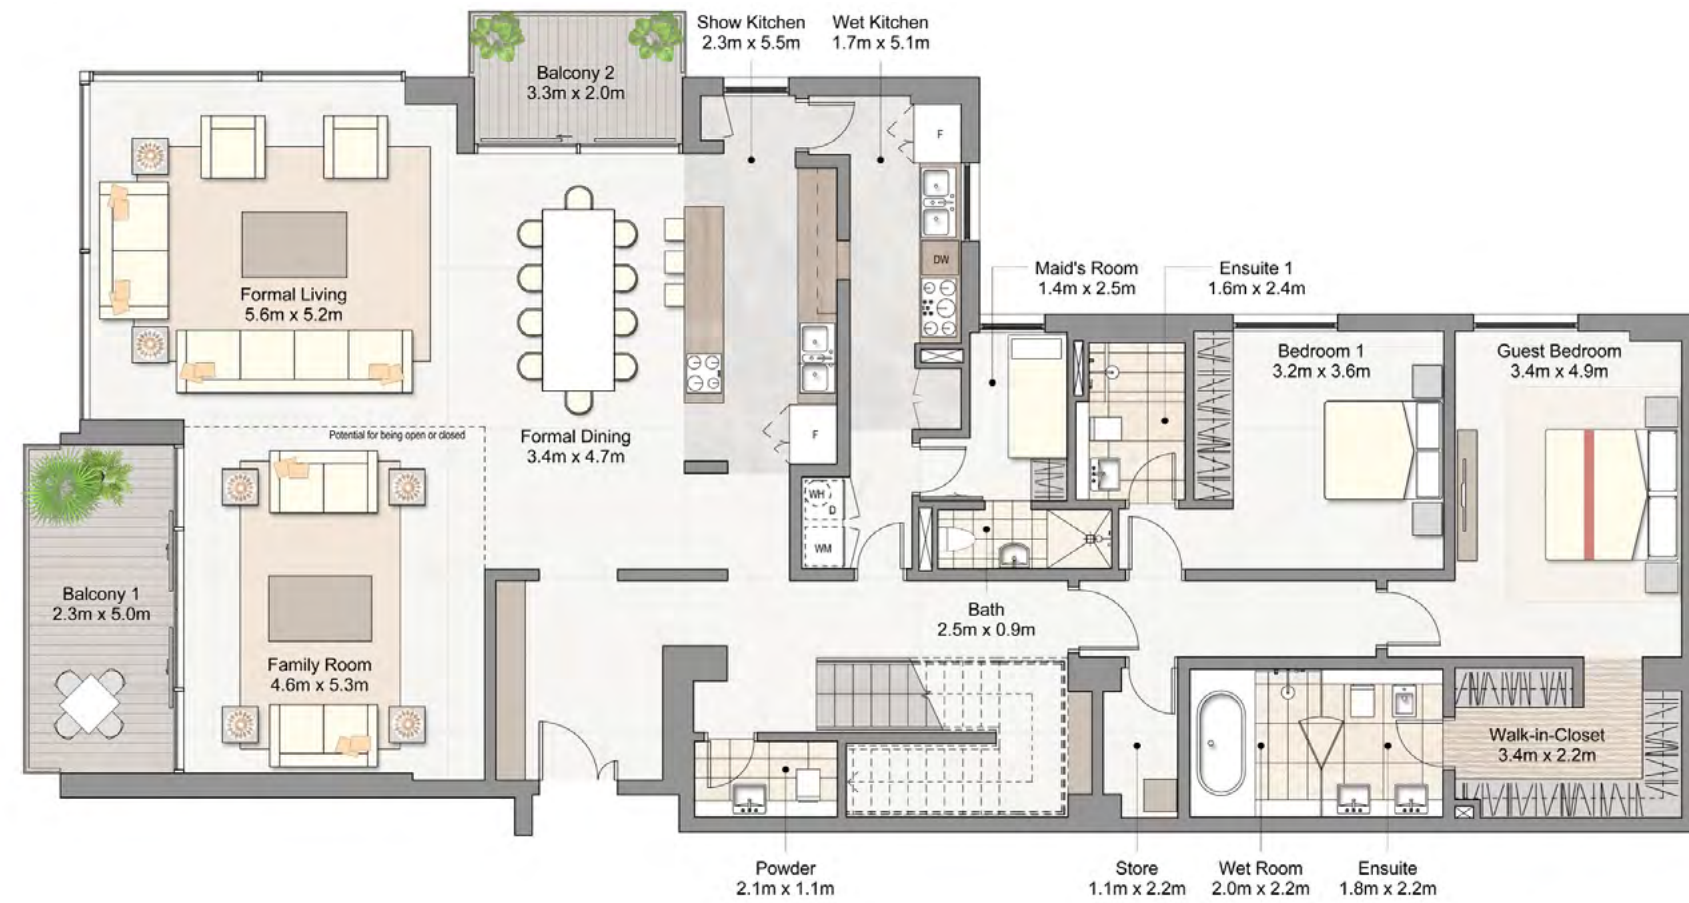 Show Kitchen
2.3m x 5.5m
Wet Kitchen
1.7m x 5.1m
Balcony 2
3.3m x 2.0m
F
DW
Maid's Room
1.4m x 2.5m
Ensuite 1
1.6m x 2.4m
Formal Living
5.6m x 5.2m
Bedroom 1
3.2m x 3.6m
Guest Bedroom
3.4m x 4.9m
Potential for being open or closed
Formal Dining
3.4m x 4.7m
F
WH
D
WM
Balcony 1
2.3m x 5.0m
Bath
2.5m x 0.9m
Family Room
4.6m x 5.3m
Walk-in-Closet
3.4m x 2.2m
Powder
2.1m x 1.1m
Store
1.1m x 2.2m
Wet Room
2.0m x 2.2m
Ensuite
1.8m x 2.2m